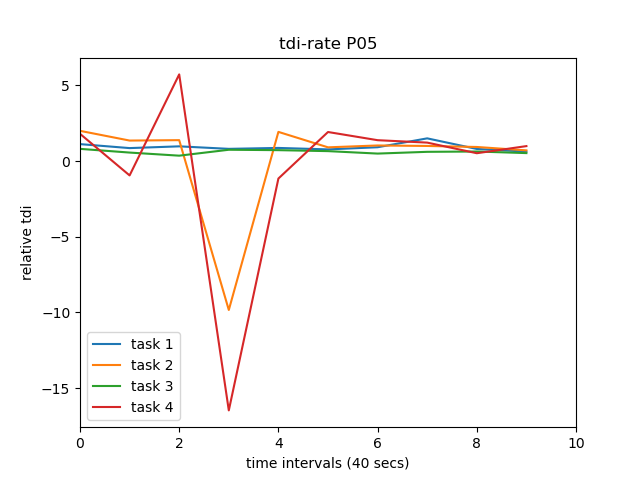 tdi-rate P05
relative tdi
5
0
−5
−10
−15
task 1
task 2
task 3
task 4
0 2 4 6 8 10
time intervals (40 secs)